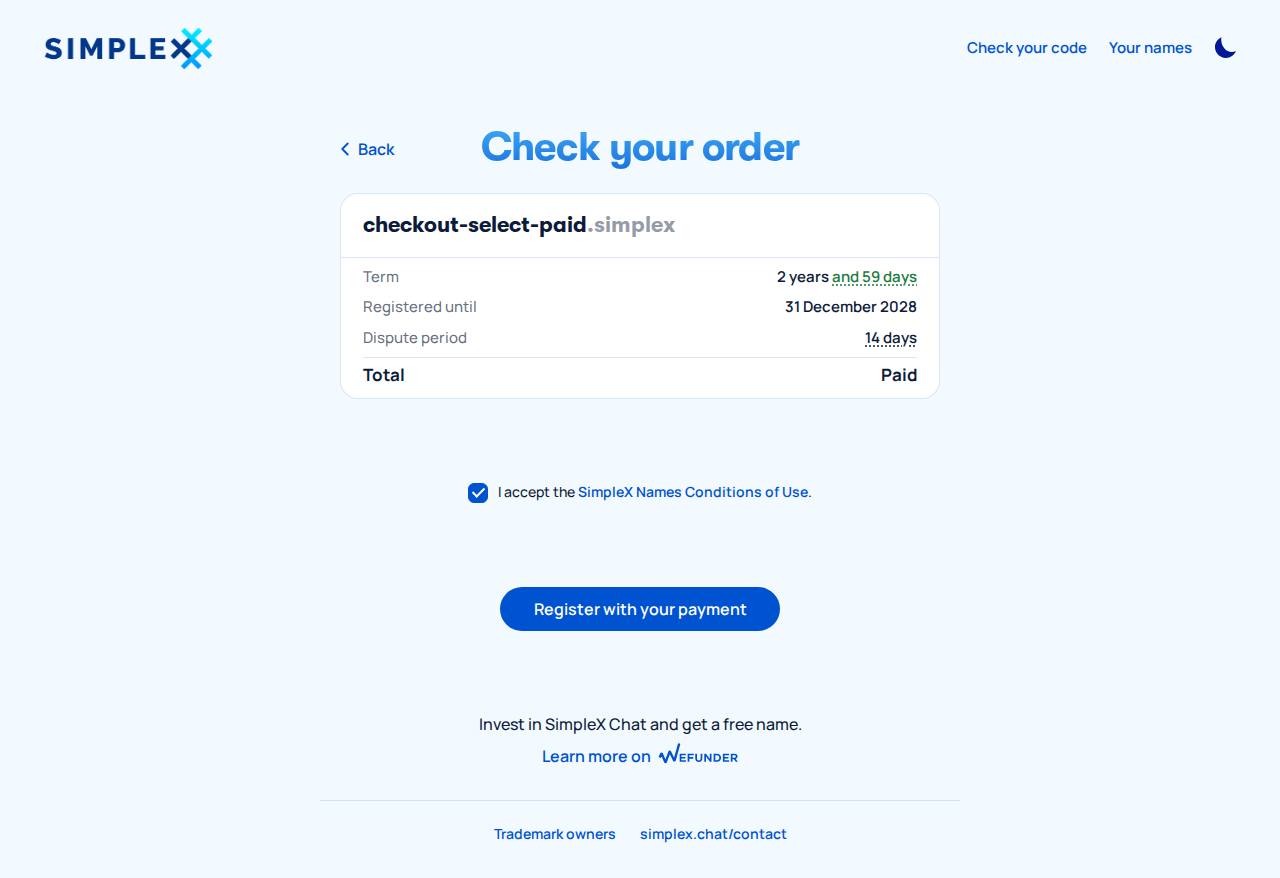 SIMPLEX
Check your code
Your names
Back
Check your order
checkout-select-paid.simplex
Term
2 years and 59 days
Registered until
31 December 2028
Dispute period
14 days
Total
Paid
I accept the SimpleX Names Conditions of Use.
Register with your payment
Invest in SimpleX Chat and get a free name.
Learn more on WEFUNDER
Trademark owners
simplex.chat/contact